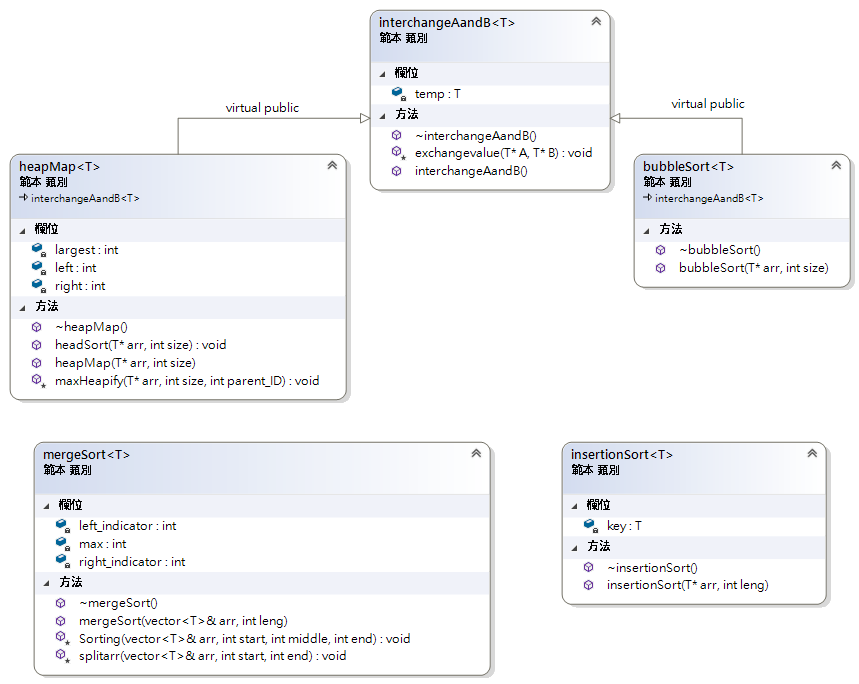 interchangeAandB<T>
範本 類別
欄位
temp : T
方法
~interchangeAandB()
exchangevalue(T* A, T* B) : void
interchangeAandB()
virtual public
virtual public
heapMap<T>
範本 類別
interchangeAandB<T>
欄位
largest : int
left : int
right : int
方法
~heapMap()
headSort(T* arr, int size) : void
heapMap(T* arr, int size)
maxHeapify(T* arr, int size, int parent_ID) : void
bubbleSort<T>
範本 類別
interchangeAandB<T>
方法
~bubbleSort()
bubbleSort(T* arr, int size)
mergeSort<T>
範本 類別
欄位
left_indicator : int
max : int
right_indicator : int
方法
~mergeSort()
mergeSort(vector<T>& arr, int leng)
Sorting(vector<T>& arr, int start, int middle, int end) : void
splitarr(vector<T>& arr, int start, int end) : void
insertionSort<T>
範本 類別
欄位
key : T
方法
~insertionSort()
insertionSort(T* arr, int leng)